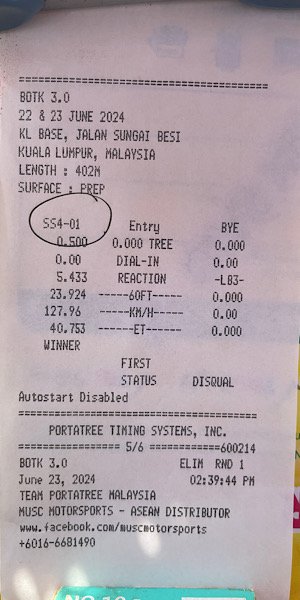 ===========================================
BOTK 3.0
22 & 23 JUNE 2024
KL BASE, JALAN SUNGAI BESI
KUALA LUMPUR, MALAYSIA
LENGTH : 402M
SURFACE : PREP
SS4-01 Entry BYE
0.500 0.000 TREE 0.000
0.00 DIAL-IN 0.00
5.433 REACTION -LB3-
23.924 ------60FT------ 0.000
127.96 ------KM/H------ 0.00
40.753 ------ET------ 0.000
WINNER
FIRST
STATUS DISQUAL
Autostart Disabled
===========================================
PORTATREE TIMING SYSTEMS, INC.
================= 5/6 ============600214
BOTK 3.0 ELIM RND 1
June 23, 2024 02:39:44 PM
TEAM PORTATREE MALAYSIA
MUSC MOTORSPORTS - ASEAN DISTRIBUTOR
www.facebook.com/muscmotorsports
+6016-6681490